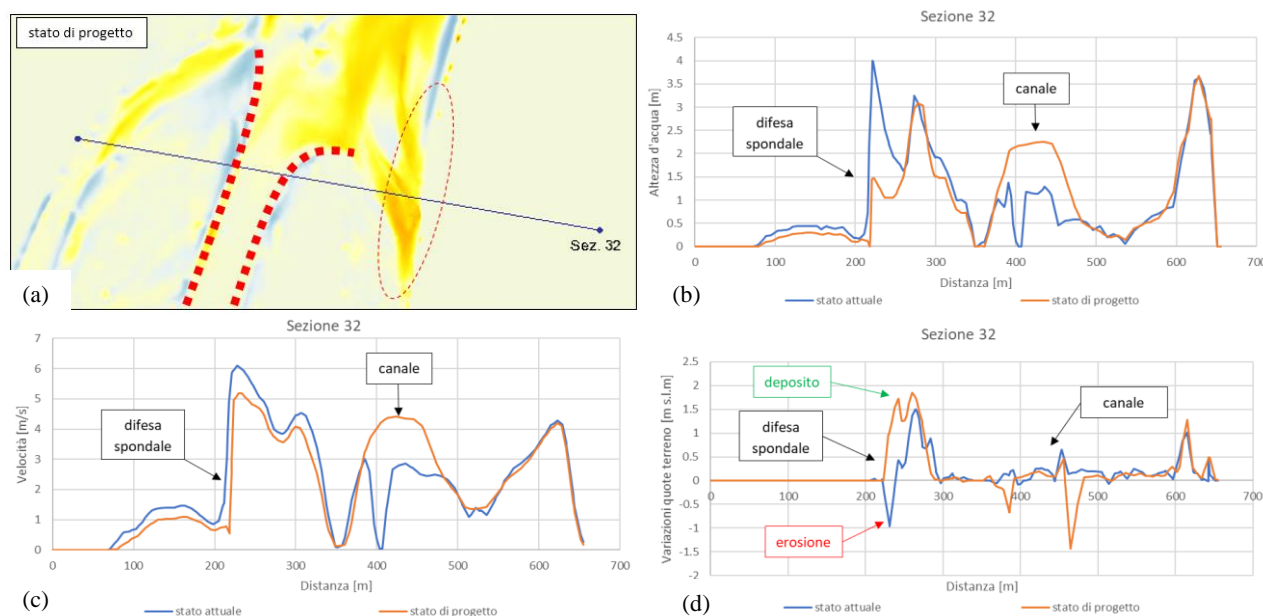 stato di progetto
Sez. 32
(a)
Sezione 32
Altezza d'acqua [m]
4.5
4
3.5
3
2.5
2
1.5
1
0.5
0
difesa
spondale
canale
0 100 200 300 400 500 600 700
Distanza [m]
stato attuale stato di progetto
(b)
Sezione 32
Velocità [m/s]
7
6
5
4
3
2
1
0
difesa
spondale
canale
0 100 200 300 400 500 600 700
Distanza [m]
stato attuale stato di progetto
(c)
Sezione 32
Variazioni quote terreno [m s.l.m]
2.5
2
1.5
1
0.5
0
-0.5
-1
-1.5
-2
deposito
difesa
spondale
erosione
canale
0 100 200 300 400 500 600 700
Distanza [m]
stato attuale stato di progetto
(d)